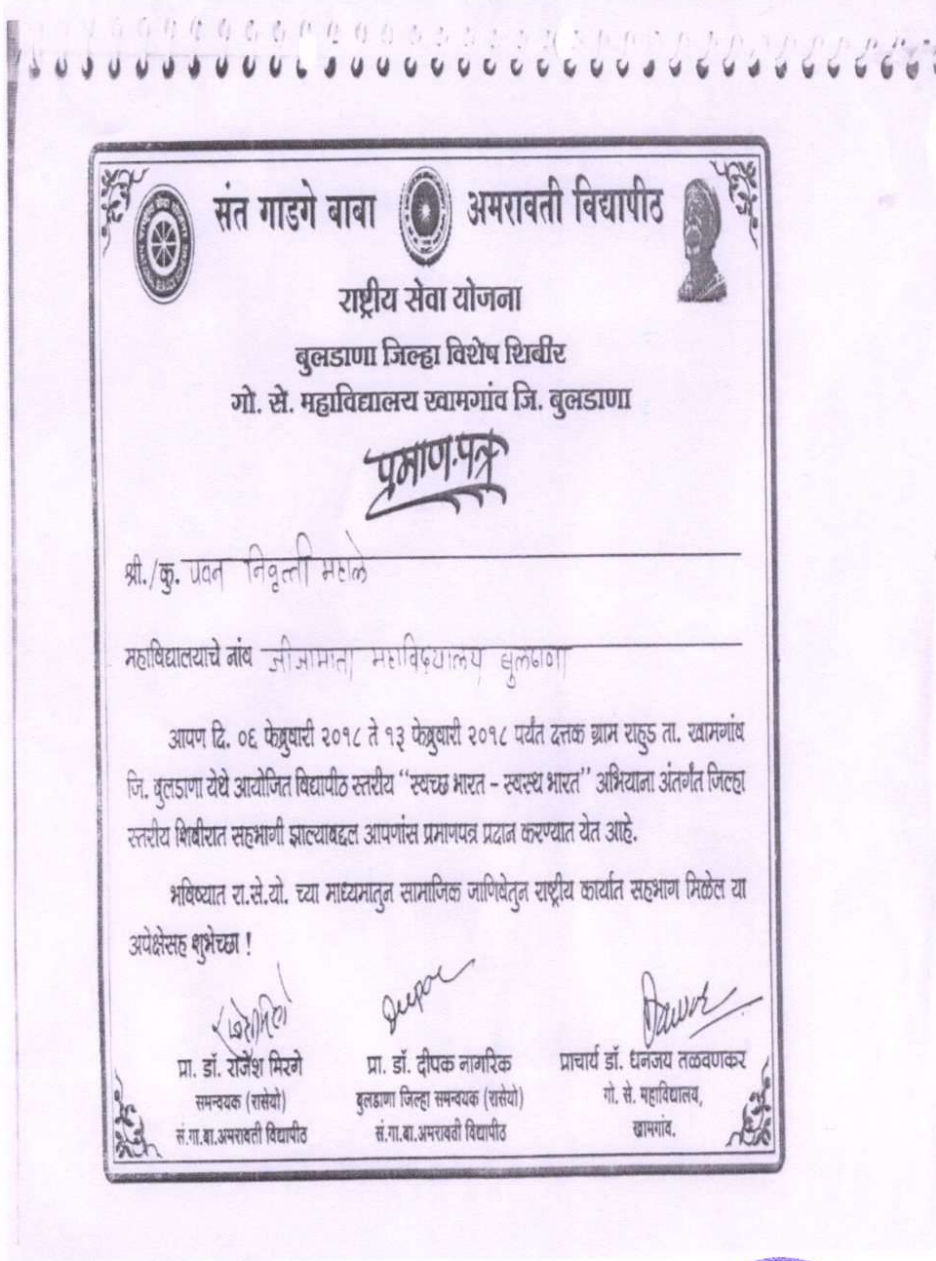 संत गाडगे बाबा अमरावती विद्यापीठ
राष्ट्रीय सेवा योजना
बुलडाणा जिल्हा विशेष शिबीर
गो. से. महाविद्यालय खामगांव जि. बुलडाणा
प्रमाण-पत्र
श्री./कु. पवन निवृत्ती महाले
महाविद्यालयाचे नांव जीजामाता महाविद्यालय बुलढाणा
आपण दि. ०६ फेब्रुवारी २०१८ ते १३ फेब्रुवारी २०१८ पर्यंत दत्तक ग्राम राहुड ता. खामगांव
जि. बुलडाणा येथे आयोजित विद्यापीठ स्तरीय “स्वच्छ भारत – स्वस्थ भारत” अभियाना अंतर्गत जिल्हा
स्तरीय शिबीरात सहभागी झाल्याबद्दल आपणांस प्रमाणपत्र प्रदान करण्यात येत आहे.
भविष्यात रा.से.यो. च्या माध्यमातुन सामाजिक जाणिवेतुन राष्ट्रीय कार्यात सहभाग मिळेल या
अपेक्षेसह शुभेच्छा !
प्रा. डॉ. राजेश मिरगे प्रा. डॉ. दीपक नागरिक प्राचार्य डॉ. धनंजय तळवणकर
समन्वयक (रासेयो) बुलडाणा जिल्हा समन्वयक (रासेयो) गो. से. महाविद्यालय,
सं.गा.बा.अमरावती विद्यापीठ सं.गा.बा.अमरावती विद्यापीठ खामगांव.